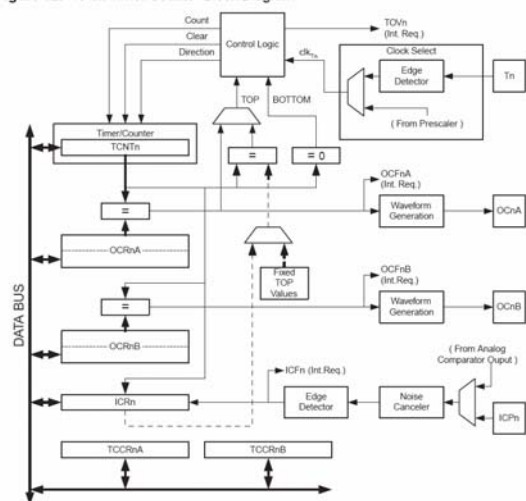 Count
Clear
Direction
Control Logic
TOVn
(Int. Req.)
clkTn
Clock Select
Edge
Detector
Tn
( From Prescaler )
TOP
BOTTOM
Timer/Counter
TCNTn
=
= 0
OCFnA
(Int. Req.)
=
Waveform
Generation
OCnA
OCRnA
Fixed
TOP
Values
OCFnB
(Int.Req.)
=
Waveform
Generation
OCnB
OCRnB
DATA BUS
( From Analog
Comparator Ouput )
ICFn (Int.Req.)
ICRn
Edge
Detector
Noise
Canceler
ICPn
TCCRnA
TCCRnB